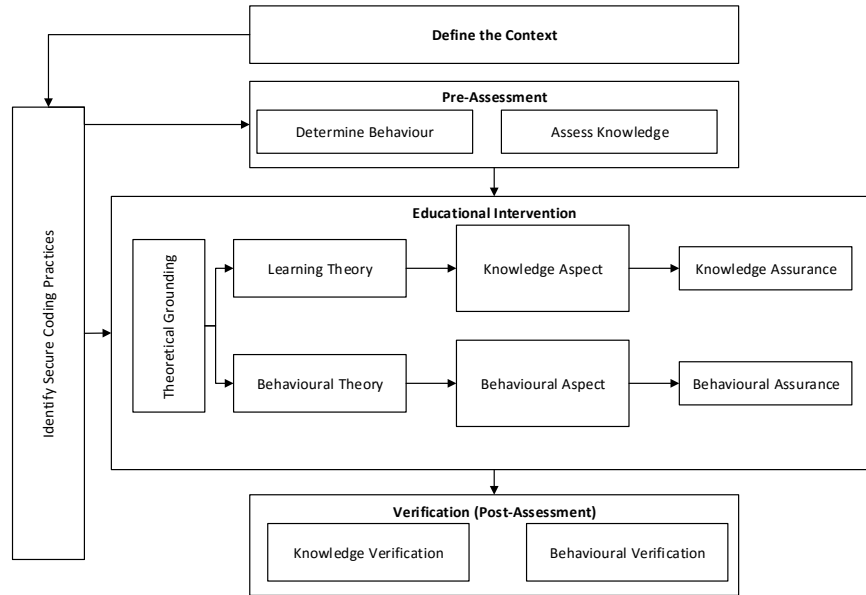 Define the Context
Identify Secure Coding Practices
Pre-Assessment
Determine Behaviour
Assess Knowledge
Educational Intervention
Theoretical Grounding
Learning Theory
Knowledge Aspect
Knowledge Assurance
Behavioural Theory
Behavioural Aspect
Behavioural Assurance
Verification (Post-Assessment)
Knowledge Verification
Behavioural Verification